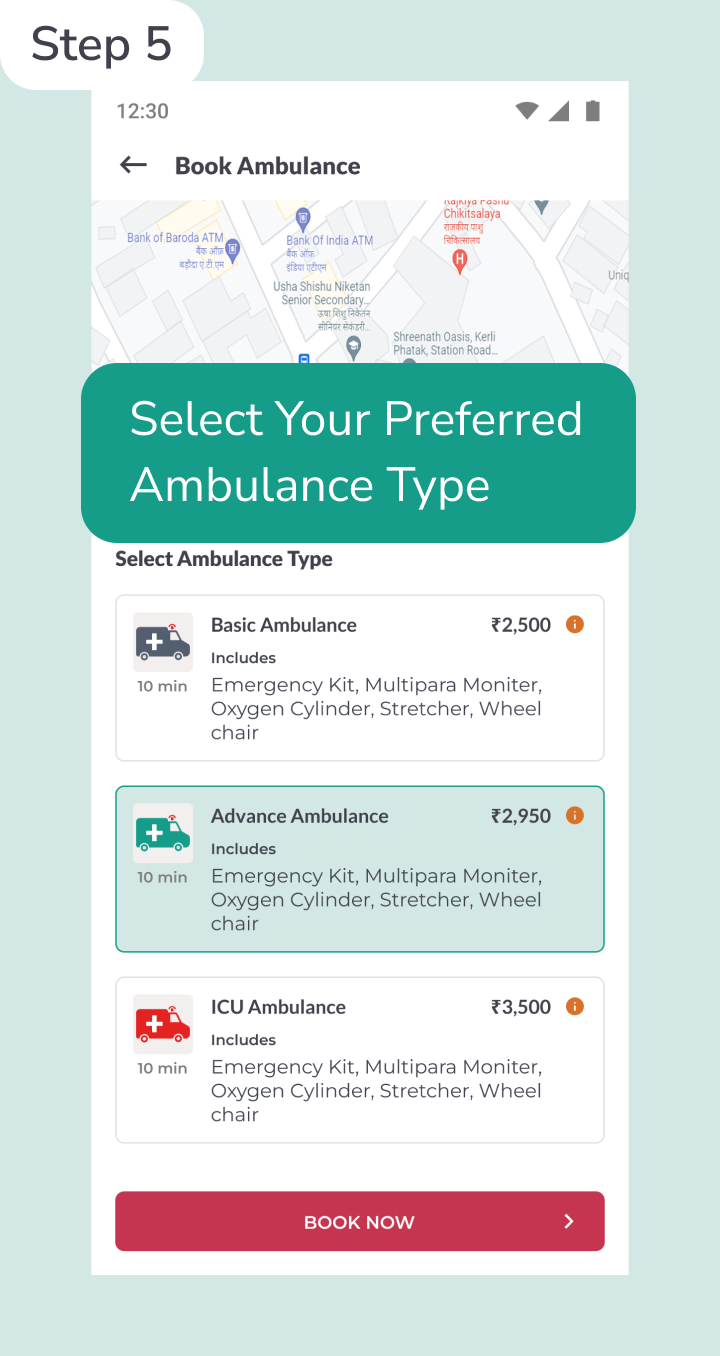 Step 5
12:30
Book Ambulance
Rajkiya Pashu
Chikitsalaya
राजकीय पशु
चिकित्सालय
Bank of Baroda ATM
बैंक ऑफ़
बड़ौदा ए.टी.एम
Bank Of India ATM
बैंक ऑफ़
इंडिया एटीएम
H
Uniq
Usha Shishu Niketan
Senior Secondary...
ऊषा शिशु निकेतन
सीनियर सेकंडरी...
Shreenath Oasis, Kerli
Phatak, Station Road...
Select Your Preferred
Ambulance Type
Select Ambulance Type
Basic Ambulance ₹2,500
Includes
10 min
Emergency Kit, Multipara Moniter,
Oxygen Cylinder, Stretcher, Wheel
chair
Advance Ambulance ₹2,950
Includes
10 min
Emergency Kit, Multipara Moniter,
Oxygen Cylinder, Stretcher, Wheel
chair
ICU Ambulance ₹3,500
Includes
10 min
Emergency Kit, Multipara Moniter,
Oxygen Cylinder, Stretcher, Wheel
chair
BOOK NOW